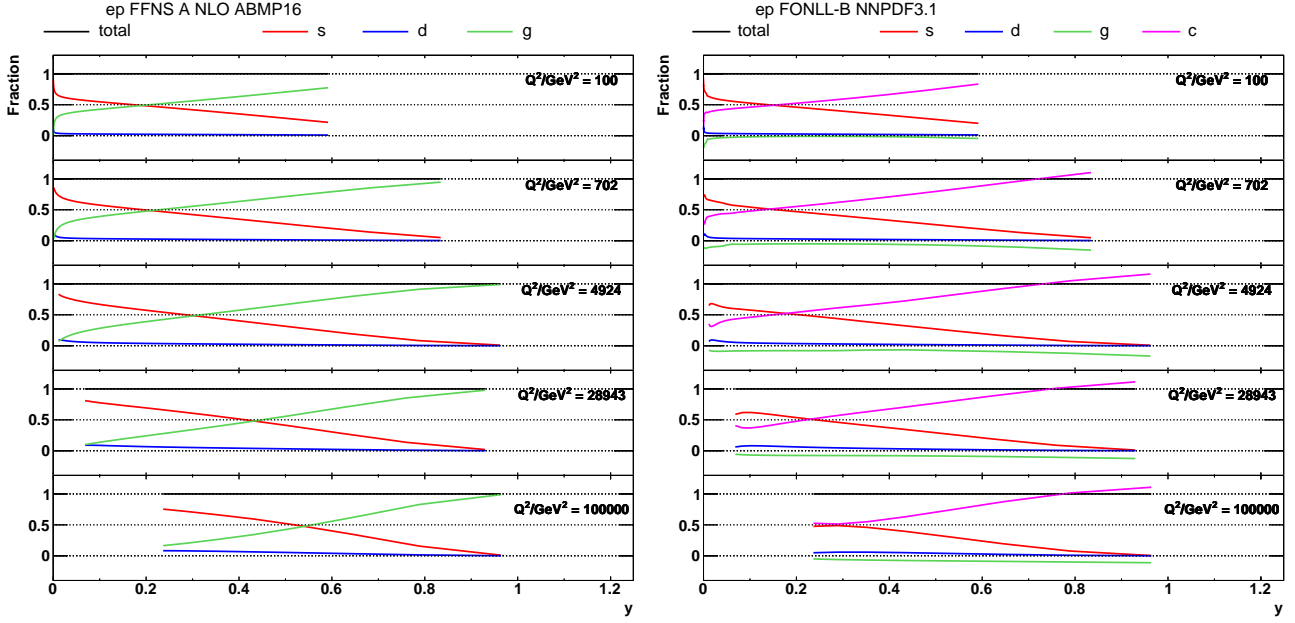 ep FFNS A NLO ABMP16
total s d g
Fraction
1
0.5
0
Q²/GeV² = 100
1
0.5
0
Q²/GeV² = 702
1
0.5
0
Q²/GeV² = 4924
1
0.5
0
Q²/GeV² = 28943
1
0.5
0
Q²/GeV² = 100000
0 0.2 0.4 0.6 0.8 1 1.2
y
ep FONLL-B NNPDF3.1
total s d g c
Fraction
1
0.5
0
Q²/GeV² = 100
1
0.5
0
Q²/GeV² = 702
1
0.5
0
Q²/GeV² = 4924
1
0.5
0
Q²/GeV² = 28943
1
0.5
0
Q²/GeV² = 100000
0 0.2 0.4 0.6 0.8 1 1.2
y